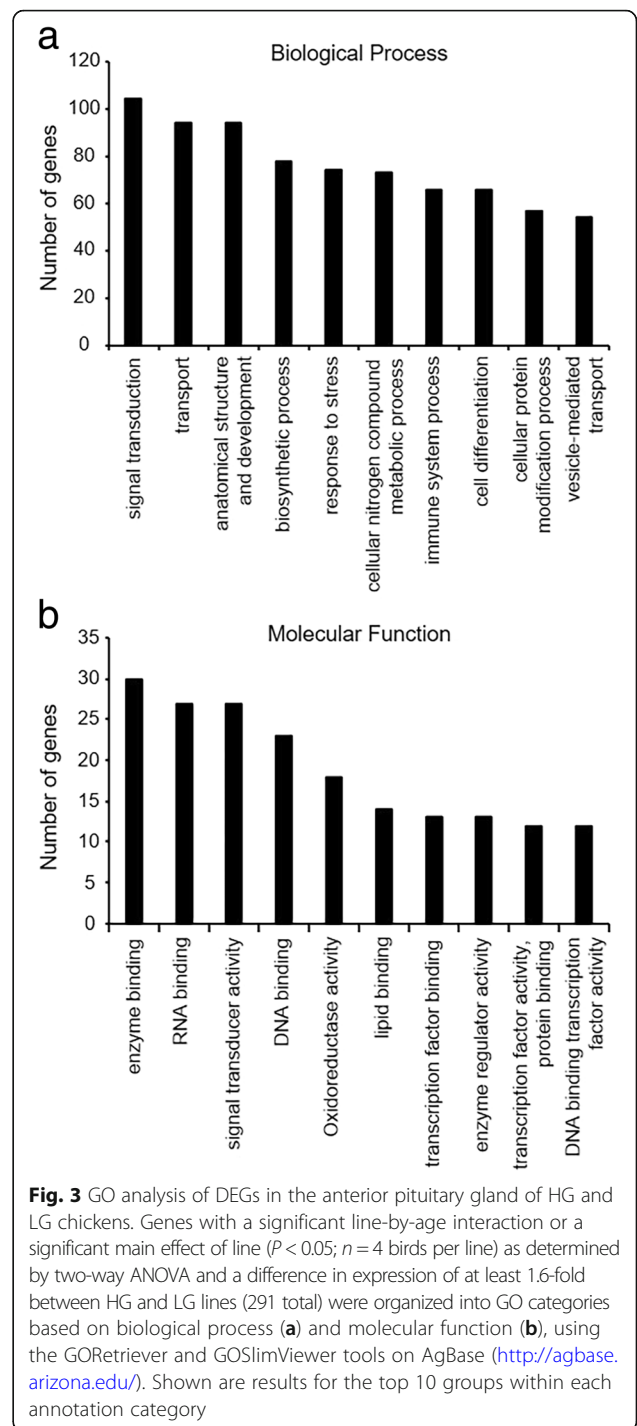 a
Biological Process
120
100
80
60
40
20
0
Number of genes
signal transduction
transport
anatomical structure
and development
biosynthetic process
response to stress
cellular nitrogen compound
metabolic process
immune system process
cell differentiation
cellular protein
modification process
vesicle-mediated
transport
b
Molecular Function
35
30
25
20
15
10
5
0
Number of genes
enzyme binding
RNA binding
signal transducer activity
DNA binding
Oxidoreductase activity
lipid binding
transcription factor binding
enzyme regulator activity
transcription factor activity,
protein binding
DNA binding transcription
factor activity
Fig. 3 GO analysis of DEGs in the anterior pituitary gland of HG and
LG chickens. Genes with a significant line-by-age interaction or a
significant main effect of line (P < 0.05; n = 4 birds per line) as determined
by two-way ANOVA and a difference in expression of at least 1.6-fold
between HG and LG lines (291 total) were organized into GO categories
based on biological process (a) and molecular function (b), using
the GORetriever and GOSlimViewer tools on AgBase (http://agbase.
arizona.edu/). Shown are results for the top 10 groups within each
annotation category